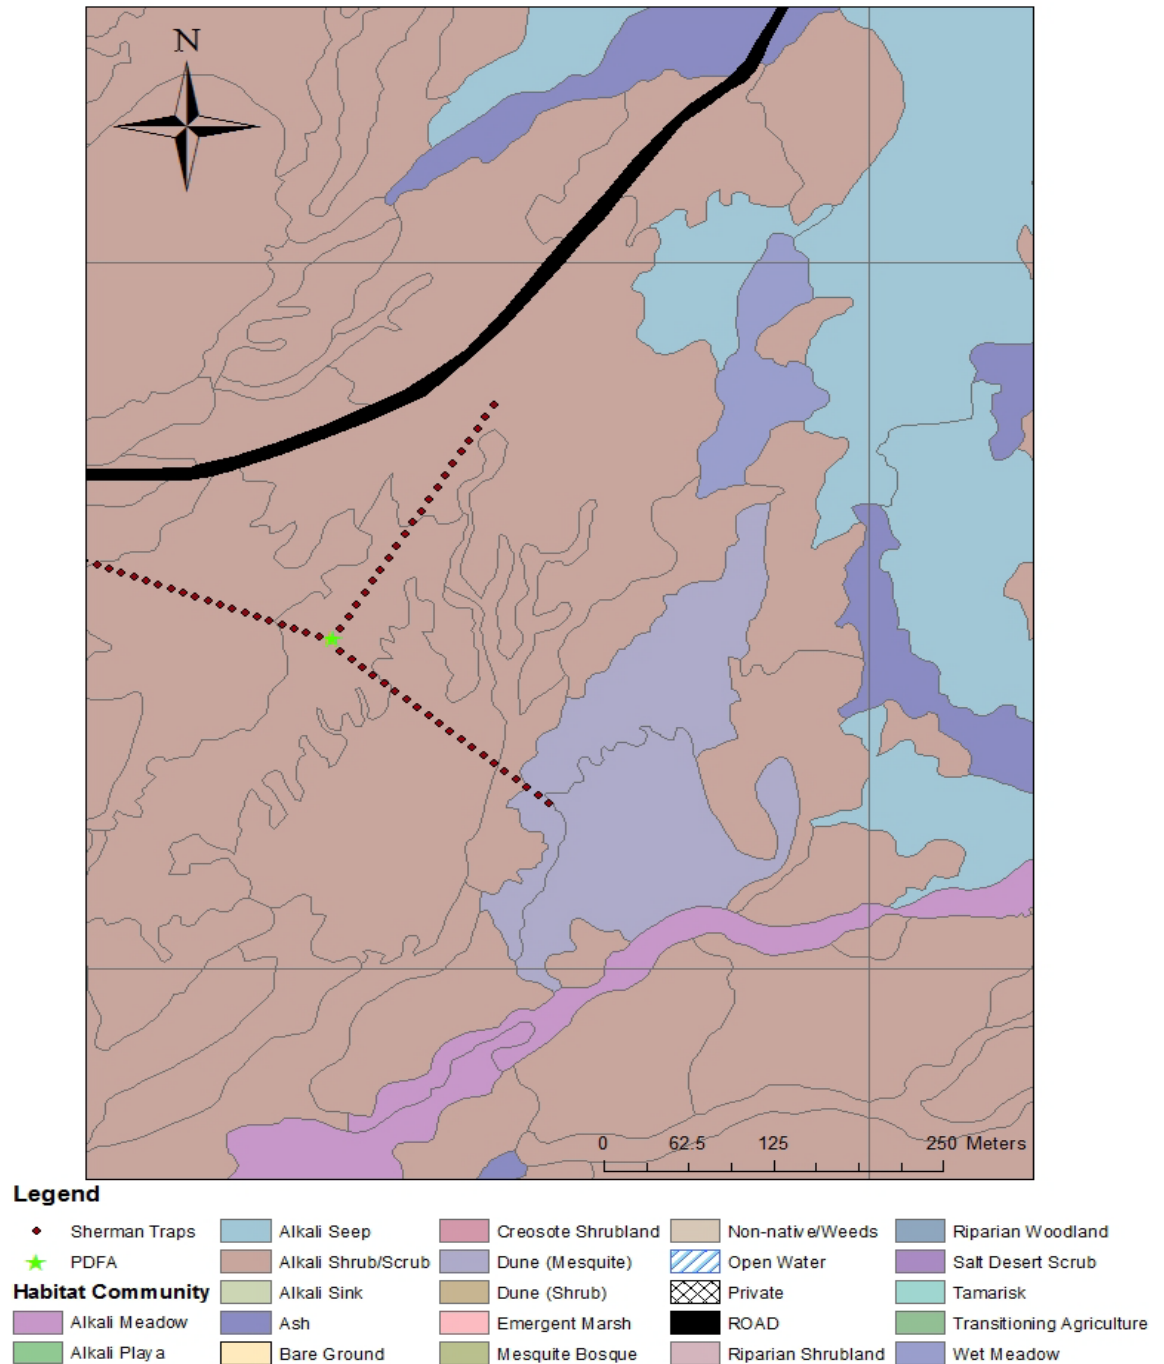 N
0 62.5 125 250 Meters
Legend
Sherman Traps
PDFA
Habitat Community
Alkali Meadow
Alkali Playa
Alkali Seep
Alkali Shrub/Scrub
Alkali Sink
Ash
Bare Ground
Creosote Shrubland
Dune (Mesquite)
Dune (Shrub)
Emergent Marsh
Mesquite Bosque
Non-native/Weeds
Open Water
Private
ROAD
Riparian Shrubland
Riparian Woodland
Salt Desert Scrub
Tamarisk
Transitioning Agriculture
Wet Meadow